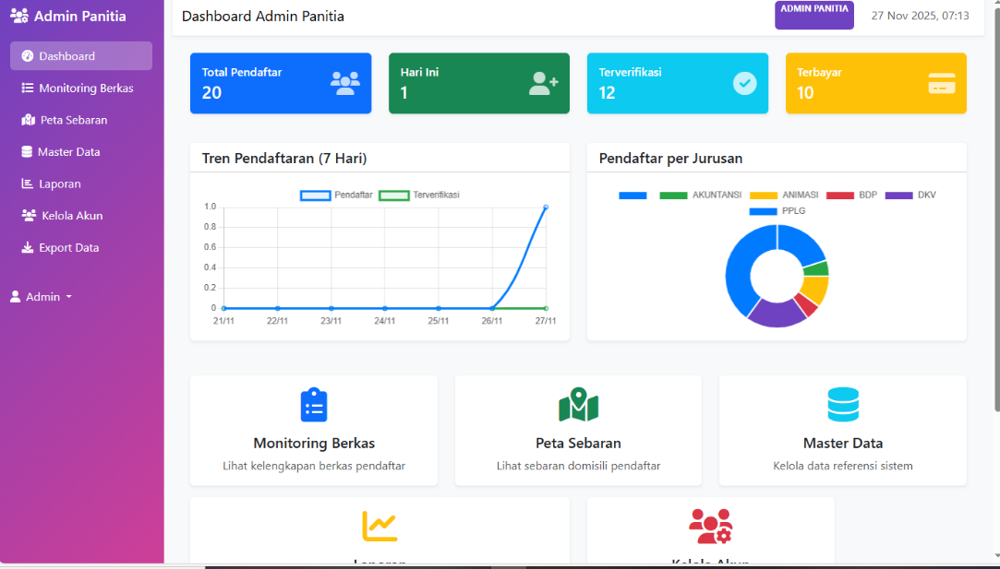 Admin Panitia
Dashboard
Monitoring Berkas
Peta Sebaran
Master Data
Laporan
Kelola Akun
Export Data
Admin
Dashboard Admin Panitia
ADMIN PANITIA
27 Nov 2025, 07:13
Total Pendaftar
20
Hari Ini
1
Terverifikasi
12
Terbayar
10
Tren Pendaftaran (7 Hari)
Pendaftar Terverifikasi
1.0
0.8
0.6
0.4
0.2
0
21/11 22/11 23/11 24/11 25/11 26/11 27/11
Pendaftar per Jurusan
AKUNTANSI ANIMASI BDP DKV
PPLG
Monitoring Berkas
Lihat kelengkapan berkas pendaftar
Peta Sebaran
Lihat sebaran domisili pendaftar
Master Data
Kelola data referensi sistem
Laporan
Kelola Akun